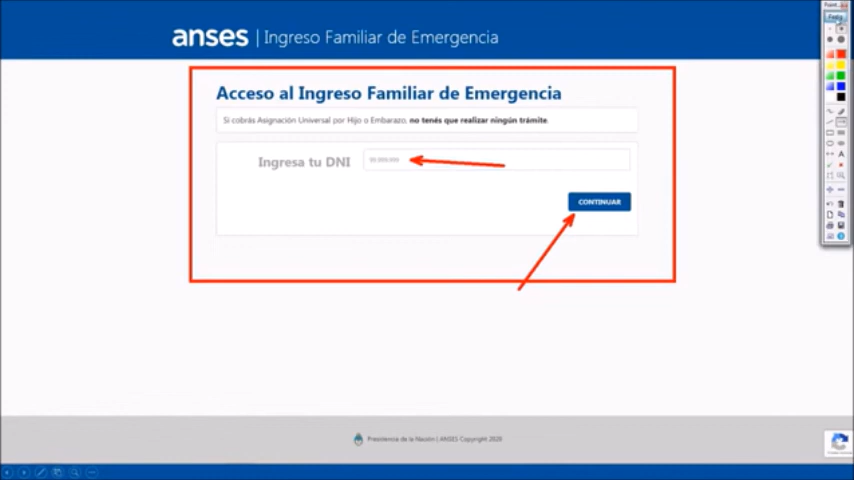 anses | Ingreso Familiar de Emergencia
Acceso al Ingreso Familiar de Emergencia
Si cobrás Asignación Universal por Hijo o Embarazo, no tenés que realizar ningún trámite.
Ingresa tu DNI
CONTINUAR
Presidencia de la Nación | ANSES Copyright 2020